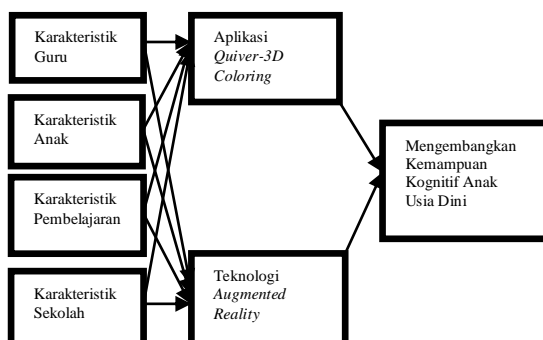 Karakteristik
Guru
Karakteristik
Anak
Karakteristik
Pembelajaran
Karakteristik
Sekolah
Aplikasi
Quiver-3D
Coloring
Teknologi
Augmented
Reality
Mengembangkan
Kemampuan
Kognitif Anak
Usia Dini